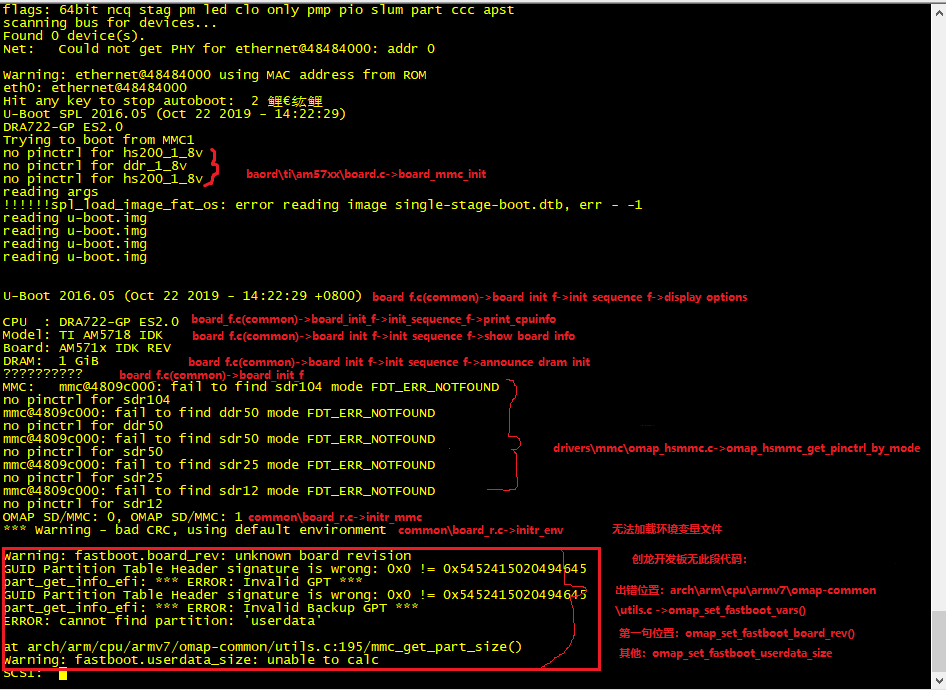 flags: 64bit ncq stag pm led clo only pmp pio slum part ccc apst
scanning bus for devices...
Found 0 device(s).
Net:   Could not get PHY for ethernet@48484000: addr 0
Warning: ethernet@48484000 using MAC address from ROM
eth0: ethernet@48484000
Hit any key to stop autoboot:  2 鲤€紘鲤
U-Boot SPL 2016.05 (Oct 22 2019 - 14:22:29)
DRA722-GP ES2.0
Trying to boot from MMC1
no pinctrl for hs200_1_8v
no pinctrl for ddr_1_8v
no pinctrl for hs200_1_8v
baord\ti\am57xx\board.c->board_mmc_init
reading args
!!!!!!spl_load_image_fat_os: error reading image single-stage-boot.dtb, err - -1
reading u-boot.img
reading u-boot.img
reading u-boot.img
reading u-boot.img
U-Boot 2016.05 (Oct 22 2019 - 14:22:29 +0800) board f.c(common)->board init f->init sequence f->display options
CPU  : DRA722-GP ES2.0 board_f.c(common)->board_init_f->init_sequence_f->print_cpuinfo
Model: TI AM5718 IDK board f.c(common)->board init f->init sequence f->show board info
Board: AM571x IDK REV
DRAM:  1 GiB board f.c(common)->board init f->init sequence f->announce dram init
?????????? board f.c(common)->board_init f
MMC:   mmc@4809c000: fail to find sdr104 mode FDT_ERR_NOTFOUND
no pinctrl for sdr104
mmc@4809c000: fail to find ddr50 mode FDT_ERR_NOTFOUND
no pinctrl for ddr50
mmc@4809c000: fail to find sdr50 mode FDT_ERR_NOTFOUND
no pinctrl for sdr50
drivers\mmc\omap_hsmmc.c->omap_hsmmc_get_pinctrl_by_mode
mmc@4809c000: fail to find sdr25 mode FDT_ERR_NOTFOUND
no pinctrl for sdr25
mmc@4809c000: fail to find sdr12 mode FDT_ERR_NOTFOUND
no pinctrl for sdr12
OMAP SD/MMC: 0, OMAP SD/MMC: 1 common\board_r.c->initr_mmc
*** Warning - bad CRC, using default environment common\board_r.c->initr_env 无法加载环境变量文件
Warning: fastboot.board_rev: unknown board revision
GUID Partition Table Header signature is wrong: 0x0 != 0x5452415020494645
part_get_info_efi: *** ERROR: Invalid GPT ***
GUID Partition Table Header signature is wrong: 0x0 != 0x5452415020494645
part_get_info_efi: *** ERROR: Invalid Backup GPT ***
ERROR: cannot find partition: 'userdata'
at arch/arm/cpu/armv7/omap-common/utils.c:195/mmc_get_part_size()
Warning: fastboot.userdata_size: unable to calc
创龙开发板无此段代码：
出错位置：arch\arm\cpu\armv7\omap-common
\utils.c ->omap_set_fastboot_vars()
第一句位置：omap_set_fastboot_board_rev()
其他：omap_set_fastboot_userdata_size
SCSI: